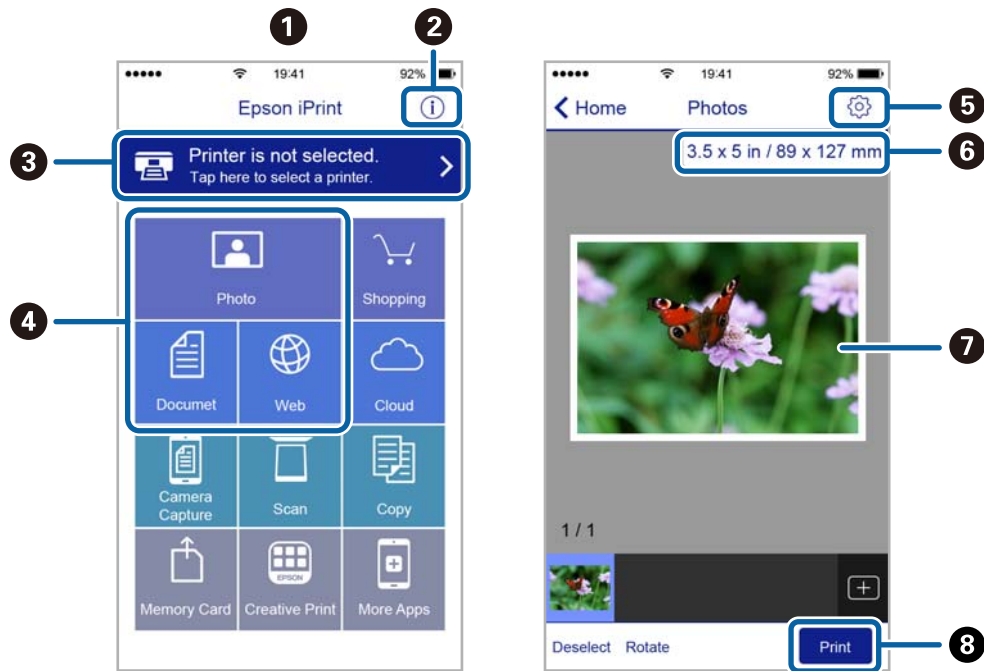 1
2
19:41
92%
Epson iPrint
3
Printer is not selected.
Tap here to select a printer.
4
Photo
Shopping
Documet
Web
Cloud
Camera
Capture
Scan
Copy
EPSON
Memory Card
Creative Print
More Apps
19:41
92%
Home
Photos
5
3.5 x 5 in / 89 x 127 mm
6
7
1 / 1
Deselect
Rotate
Print
8